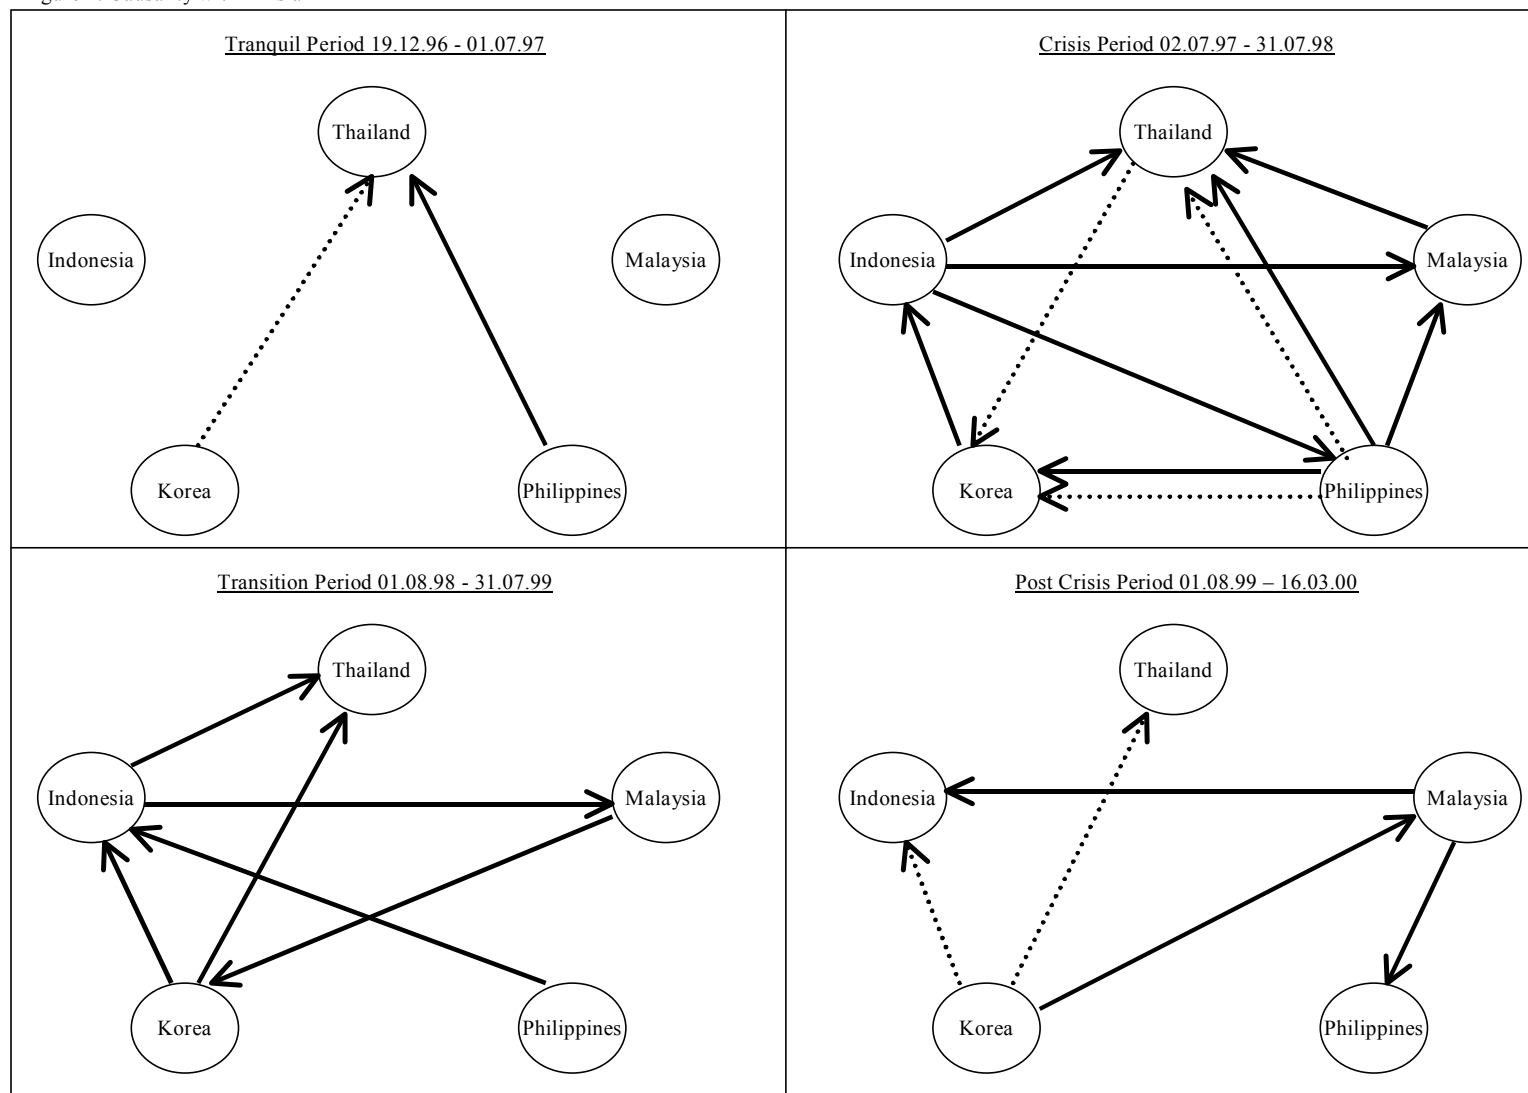 Tranquil Period 19.12.96 - 01.07.97
Thailand
Indonesia
Malaysia
Korea
Philippines
Crisis Period 02.07.97 - 31.07.98
Thailand
Indonesia
Malaysia
Korea
Philippines
Transition Period 01.08.98 - 31.07.99
Thailand
Indonesia
Malaysia
Korea
Philippines
Post Crisis Period 01.08.99 – 16.03.00
Thailand
Indonesia
Malaysia
Korea
Philippines